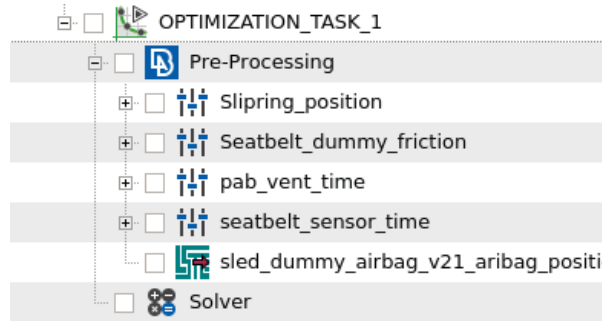 OPTIMIZATION_TASK_1
Pre-Processing
Slipring_position
Seatbelt_dummy_friction
pab_vent_time
seatbelt_sensor_time
sled_dummy_airbag_v21_aribag_positi
Solver